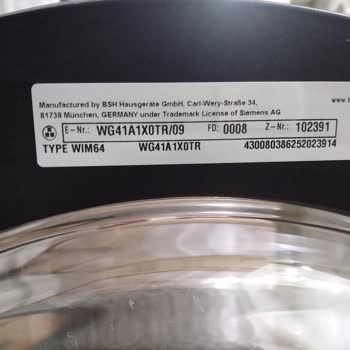 Manufactured by BSH Hausgeräte GmbH, Carl-Wery-Straße 34,
81739 München, GERMANY under Trademark License of Siemens AG
E-Nr.: WG41A1X0TR/09 FD: 0008 Z-Nr.: 102391
TYPE WIM64 WG41A1X0TR 430080386252023914